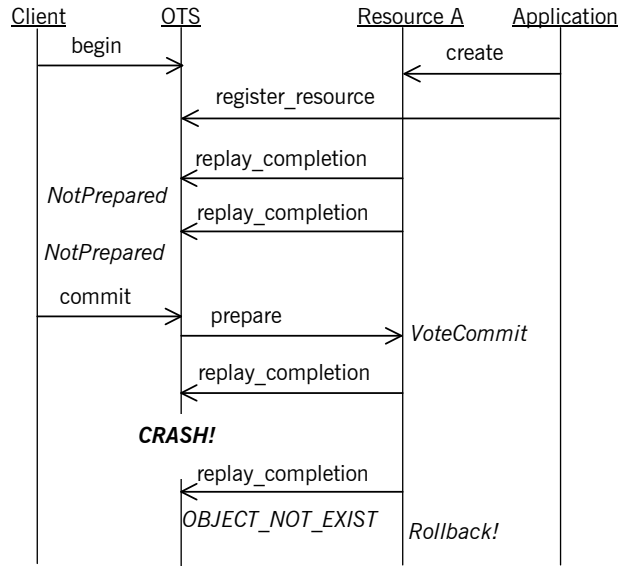 Client OTS Resource A Application
begin
create
register_resource
replay_completion
NotPrepared
replay_completion
NotPrepared
commit
prepare
VoteCommit
replay_completion
CRASH!
replay_completion
OBJECT_NOT_EXIST
Rollback!